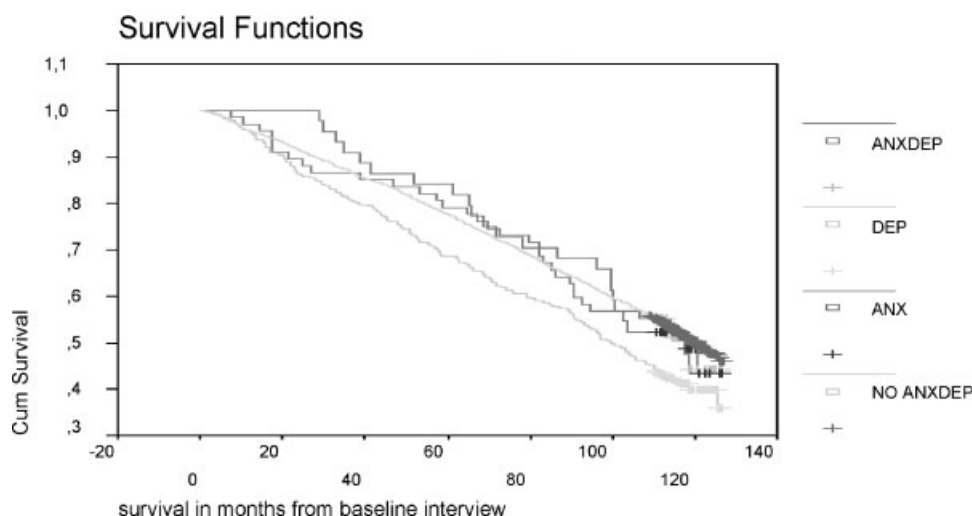 Survival Functions
1,1
1,0
,9
,8
,7
,6
,5
,4
,3
Cum Survival
-20 20 60 100 140
0 40 80 120
survival in months from baseline interview
ANXDEP
DEP
ANX
NO ANXDEP